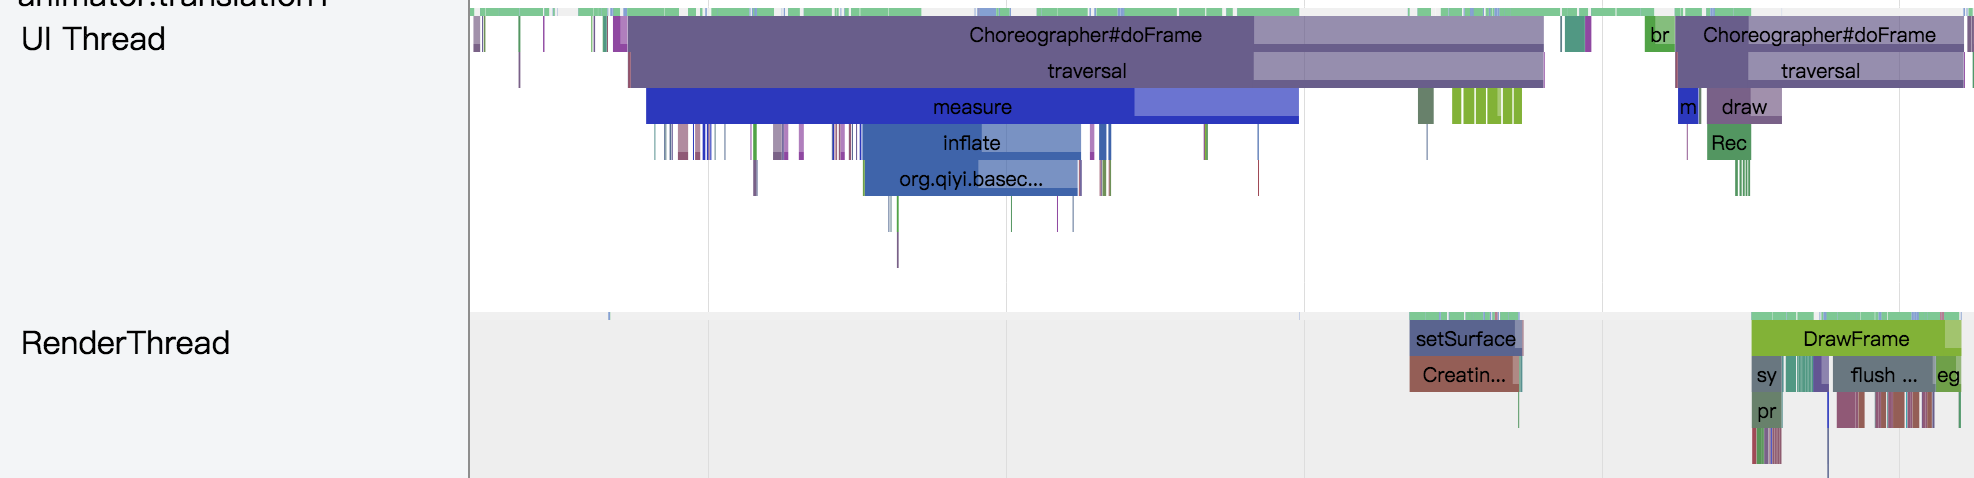 UI Thread
Choreographer#doFrame
br
Choreographer#doFrame
traversal
traversal
measure
m
draw
inflate
Rec
org.qiyi.basec...
RenderThread
setSurface
DrawFrame
Creatin...
sy
flush ...
eg
pr